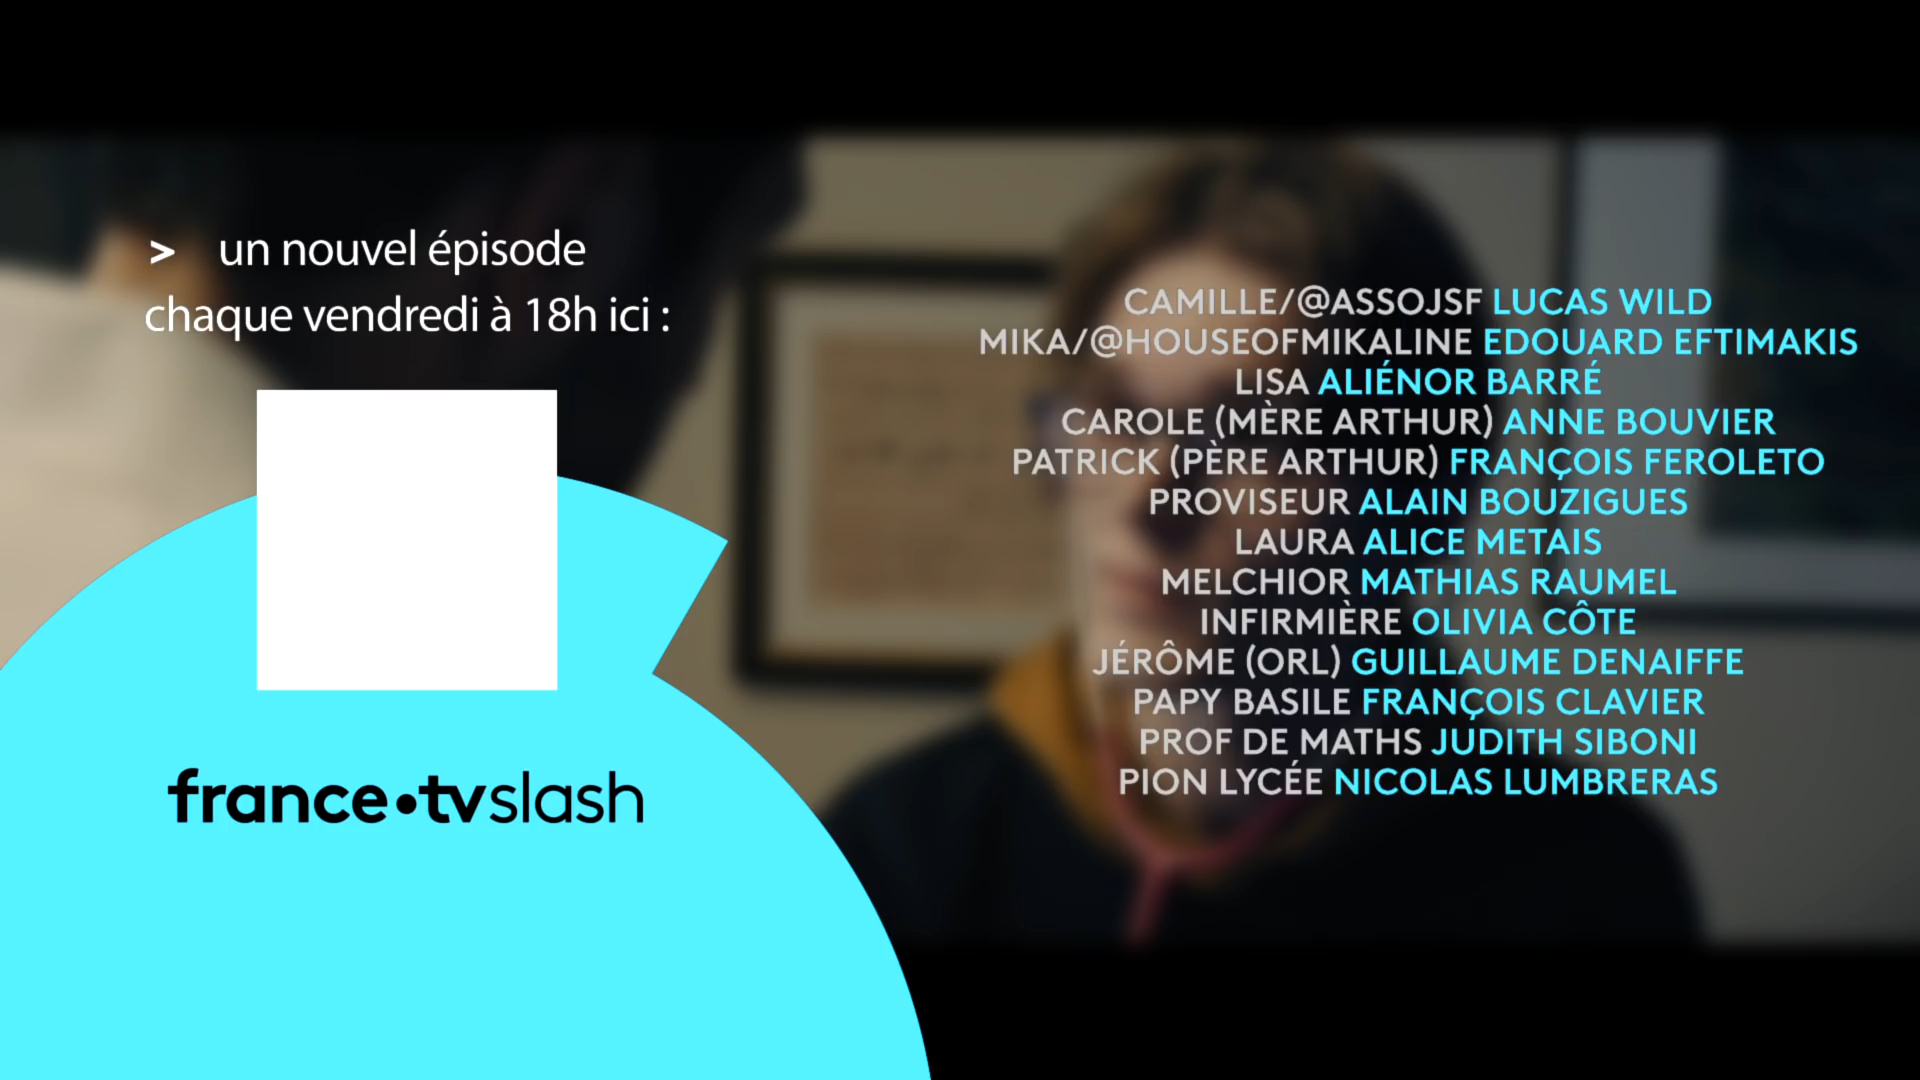 > un nouvel épisode
chaque vendredi à 18h ici :
france•tvslash
CAMILLE/@ASSOJSF LUCAS WILD
MIKA/@HOUSEOFMIKALINE EDOUARD EFTIMAKIS
LISA ALIÉNOR BARRÉ
CAROLE (MÈRE ARTHUR) ANNE BOUVIER
PATRICK (PÈRE ARTHUR) FRANÇOIS FEROLETO
PROVISEUR ALAIN BOUZIGUES
LAURA ALICE METAIS
MELCHIOR MATHIAS RAUMEL
INFIRMIÈRE OLIVIA CÔTE
JÉRÔME (ORL) GUILLAUME DENAIFFE
PAPY BASILE FRANÇOIS CLAVIER
PROF DE MATHS JUDITH SIBONI
PION LYCÉE NICOLAS LUMBRERAS